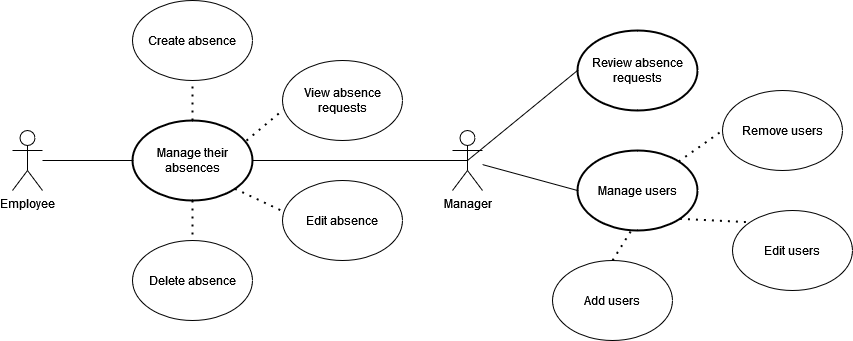 Create absence
View absence
requests
Manage their
absences
Employee
Edit absence
Delete absence
Review absence
requests
Remove users
Manager
Manage users
Edit users
Add users